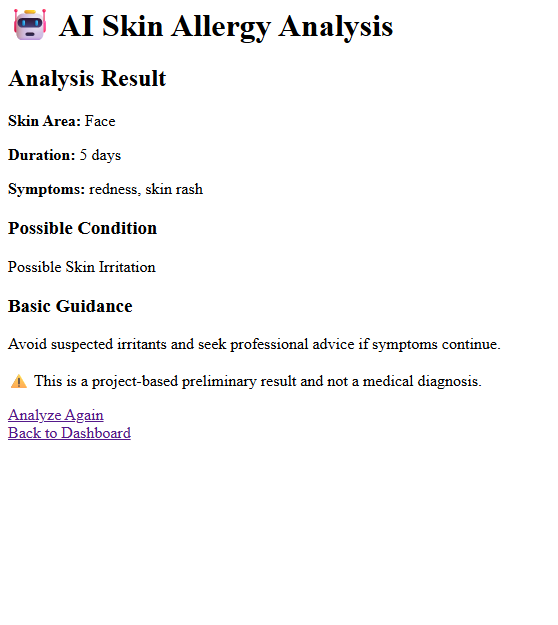 AI Skin Allergy Analysis
Analysis Result
Skin Area: Face
Duration: 5 days
Symptoms: redness, skin rash
Possible Condition
Possible Skin Irritation
Basic Guidance
Avoid suspected irritants and seek professional advice if symptoms continue.
⚠️ This is a project-based preliminary result and not a medical diagnosis.
Analyze Again
Back to Dashboard